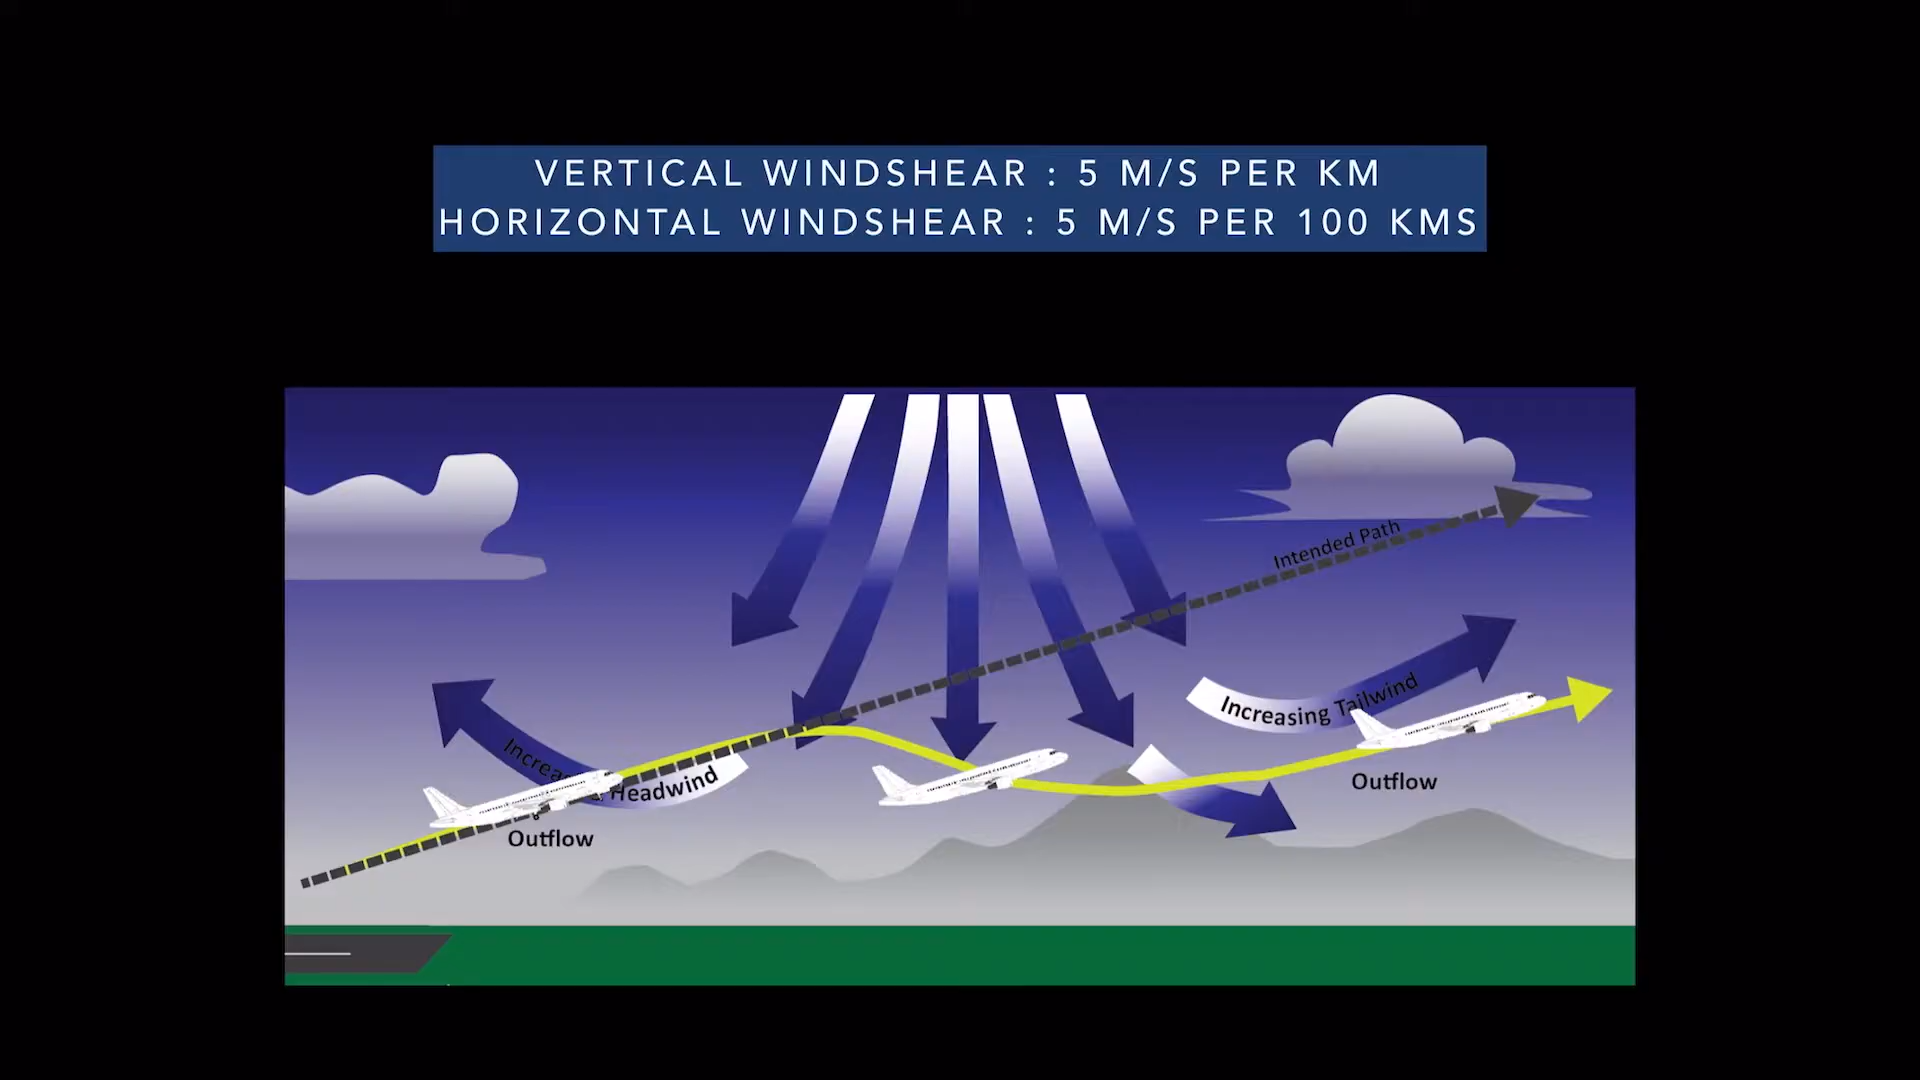 VERTICAL WINDSHEAR : 5 M/S PER KM
HORIZONTAL WINDSHEAR : 5 M/S PER 100 KMS
Intended Path
Increasing Tailwind
Headwind
Outflow
Outflow